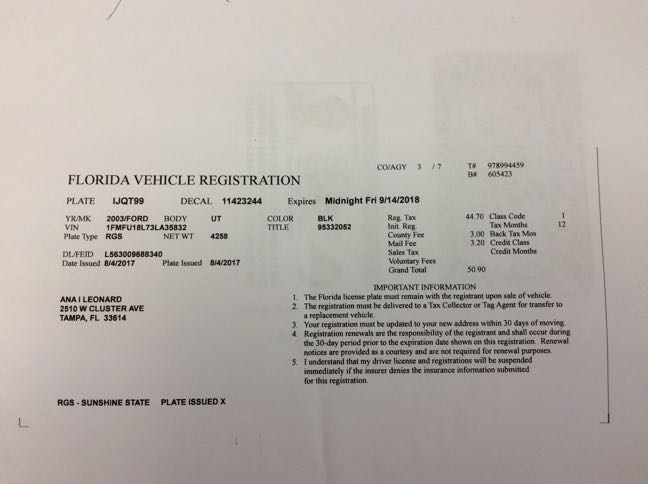 CO/AGY 3 / 7 T# 978994459
B# 605423
FLORIDA VEHICLE REGISTRATION
PLATE IJQT99 DECAL 11423244 Expires Midnight Fri 9/14/2018
YR/MK 2003/FORD BODY UT COLOR BLK Reg. Tax 44.70 Class Code 1
VIN 1FMFU18L73LA35832 TITLE 95332052 Init. Reg. Tax Months 12
Plate Type RGS NET WT 4258 County Fee 3.00 Back Tax Mos
Mail Fee 3.20 Credit Class
DL/FEID L563009688340 Sales Tax Credit Months
Date Issued 8/4/2017 Plate Issued 8/4/2017 Voluntary Fees
Grand Total 50.90
IMPORTANT INFORMATION
ANA I LEONARD
2510 W CLUSTER AVE
TAMPA, FL 33614
1. The Florida license plate must remain with the registrant upon sale of vehicle.
2. The registration must be delivered to a Tax Collector or Tag Agent for transfer to
a replacement vehicle.
3. Your registration must be updated to your new address within 30 days of moving.
4. Registration renewals are the responsibility of the registrant and shall occur during
the 30-day period prior to the expiration date shown on this registration. Renewal
notices are provided as a courtesy and are not required for renewal purposes.
5. I understand that my driver license and registrations will be suspended
immediately if the insurer denies the insurance information submitted
for this registration.
RGS - SUNSHINE STATE PLATE ISSUED X